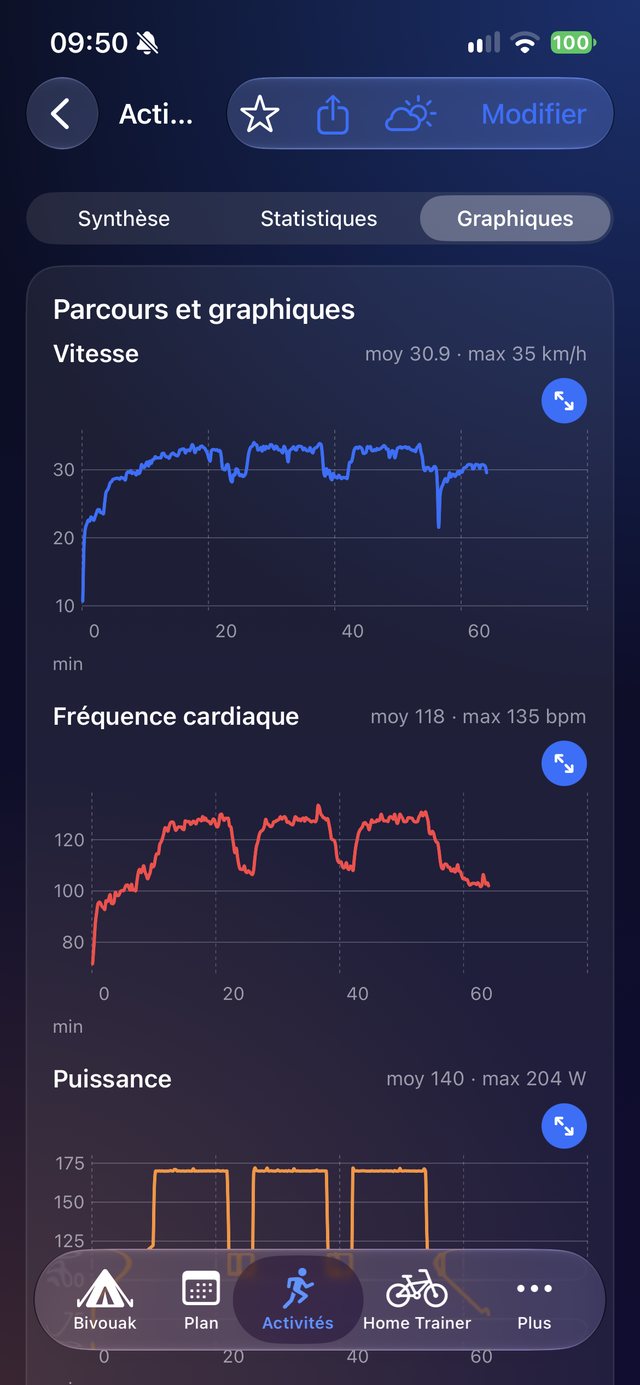 09:50
100
Acti...
Modifier
Synthèse Statistiques Graphiques
Parcours et graphiques
Vitesse moy 30.9 · max 35 km/h
30
20
10
0 20 40 60
min
Fréquence cardiaque moy 118 · max 135 bpm
120
100
80
0 20 40 60
min
Puissance moy 140 · max 204 W
175
150
125
Bivouak Plan Activités Home Trainer Plus
0 20 40 60